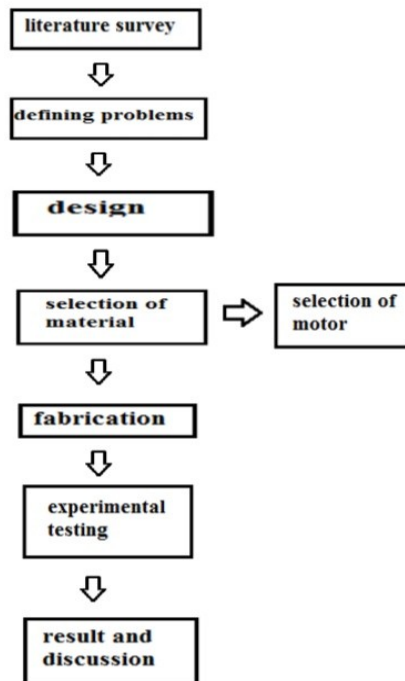 literature survey
defining problems
design
selection of
material
selection of
motor
fabrication
experimental
testing
result and
discussion